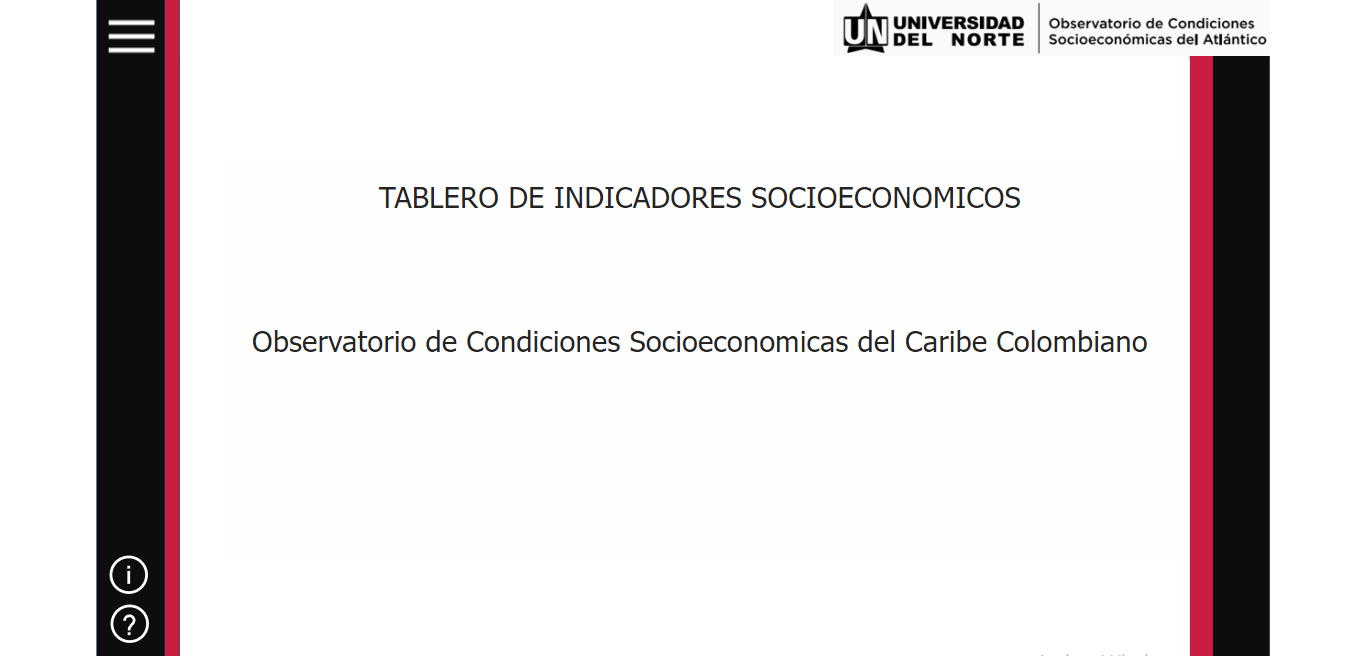 UN UNIVERSIDAD DEL NORTE
Observatorio de Condiciones
Socioeconómicas del Atlántico
TABLERO DE INDICADORES SOCIOECONOMICOS
Observatorio de Condiciones Socioeconomicas del Caribe Colombiano
i
?